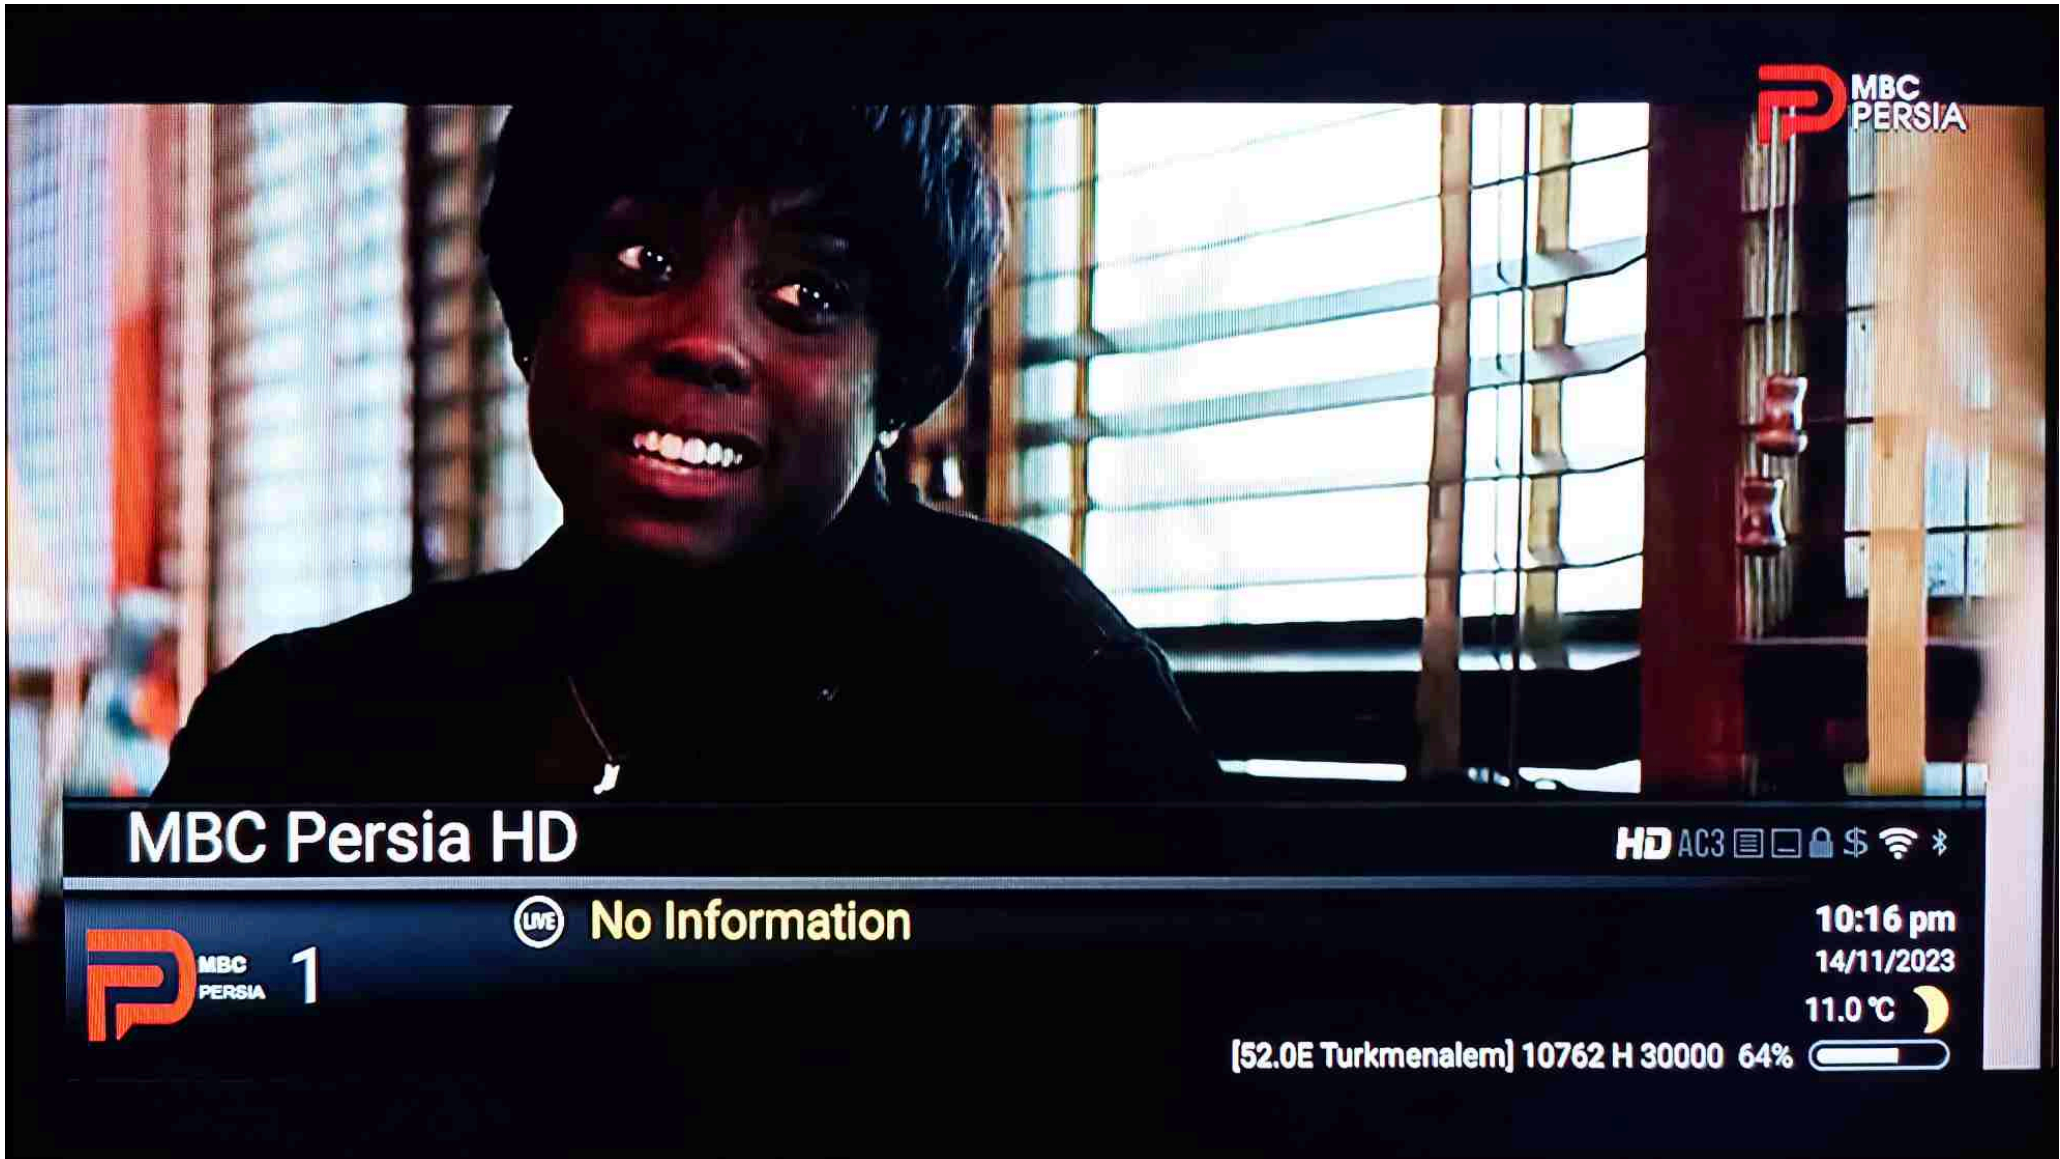 MBC
PERSIA
MBC Persia HD
HD AC3 $
LIVE No Information
10:16 pm
MBC
PERSIA
1
14/11/2023
11.0 °C
[52.0E Turkmenalem] 10762 H 30000 64%